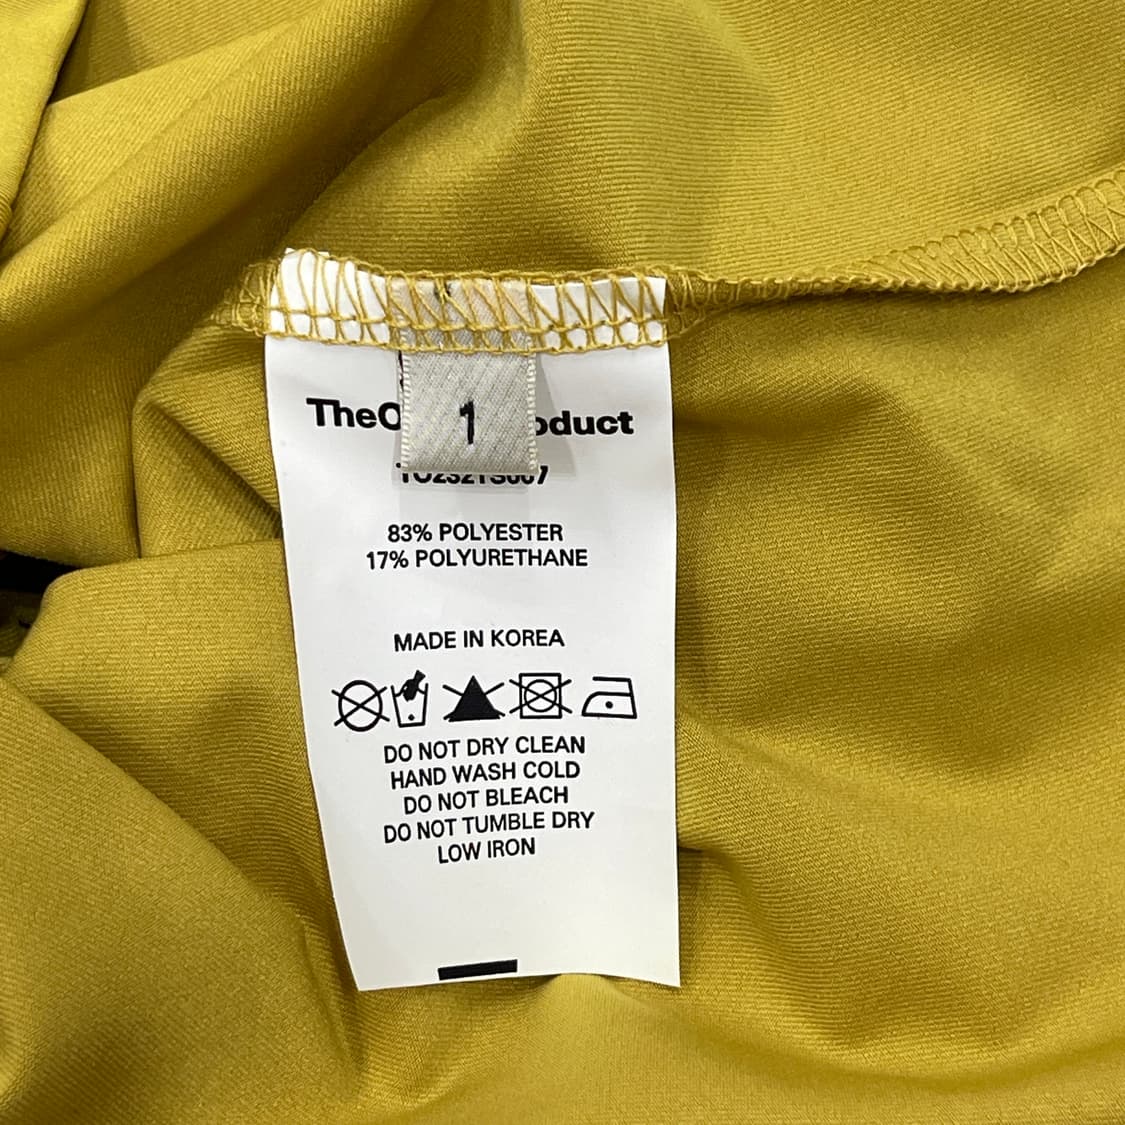 1
83% POLYESTER
17% POLYURETHANE
MADE IN KOREA
DO NOT DRY CLEAN
HAND WASH COLD
DO NOT BLEACH
DO NOT TUMBLE DRY
LOW IRON